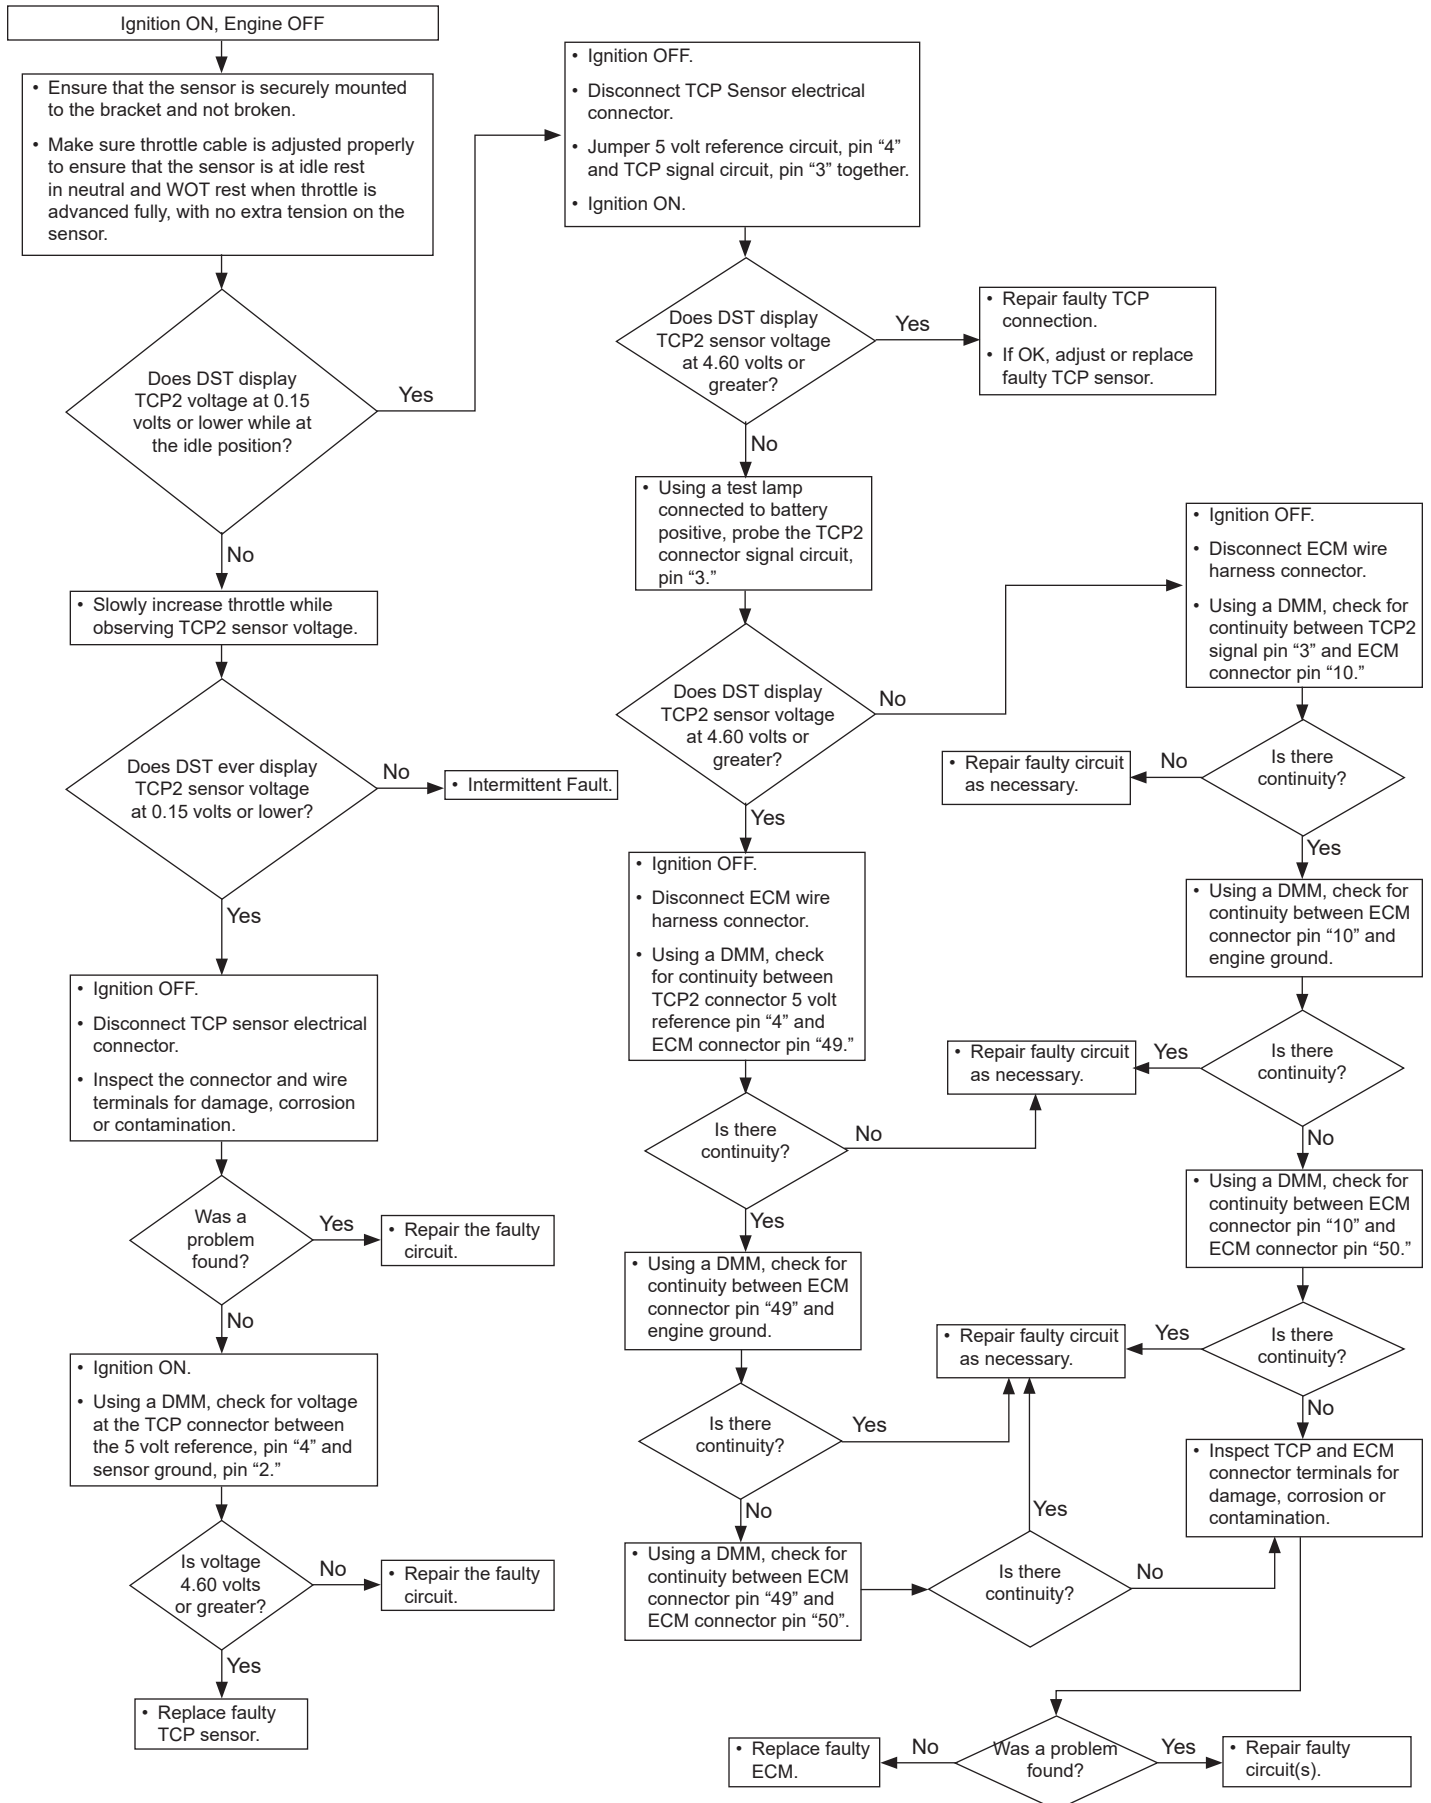 Ignition ON, Engine OFF
• Ensure that the sensor is securely mounted
to the bracket and not broken.
• Make sure throttle cable is adjusted properly
to ensure that the sensor is at idle rest
in neutral and WOT rest when throttle is
advanced fully, with no extra tension on the
sensor.
Does DST display
TCP2 voltage at 0.15
volts or lower while at
the idle position?
Yes
No
• Slowly increase throttle while
observing TCP2 sensor voltage.
Does DST ever display
TCP2 sensor voltage
at 0.15 volts or lower?
No
• Intermittent Fault.
Yes
• Ignition OFF.
• Disconnect TCP sensor electrical
connector.
• Inspect the connector and wire
terminals for damage, corrosion
or contamination.
Was a
problem
found?
Yes
• Repair the faulty
circuit.
No
• Ignition ON.
• Using a DMM, check for voltage
at the TCP connector between
the 5 volt reference, pin “4” and
sensor ground, pin “2.”
Is voltage
4.60 volts
or greater?
No
• Repair the faulty
circuit.
Yes
• Replace faulty
TCP sensor.
• Ignition OFF.
• Disconnect TCP Sensor electrical
connector.
• Jumper 5 volt reference circuit, pin “4”
and TCP signal circuit, pin “3” together.
• Ignition ON.
Does DST display
TCP2 sensor voltage
at 4.60 volts or
greater?
Yes
• Repair faulty TCP
connection.
• If OK, adjust or replace
faulty TCP sensor.
No
• Using a test lamp
connected to battery
positive, probe the TCP2
connector signal circuit,
pin “3.”
Does DST display
TCP2 sensor voltage
at 4.60 volts or
greater?
No
Yes
• Ignition OFF.
• Disconnect ECM wire
harness connector.
• Using a DMM, check
for continuity between
TCP2 connector 5 volt
reference pin “4” and
ECM connector pin “49.”
Is there
continuity?
No
Yes
• Using a DMM, check for
continuity between ECM
connector pin “49” and
engine ground.
Is there
continuity?
Yes
No
• Using a DMM, check for
continuity between ECM
connector pin “49” and
ECM connector pin “50”.
Is there
continuity?
Yes
No
• Ignition OFF.
• Disconnect ECM wire
harness connector.
• Using a DMM, check for
continuity between TCP2
signal pin “3” and ECM
connector pin “10.”
Is there
continuity?
No
• Repair faulty circuit
as necessary.
Yes
• Using a DMM, check for
continuity between ECM
connector pin “10” and
engine ground.
Is there
continuity?
Yes
• Repair faulty circuit
as necessary.
No
• Using a DMM, check for
continuity between ECM
connector pin “10” and
ECM connector pin “50.”
Is there
continuity?
Yes
• Repair faulty circuit
as necessary.
No
• Inspect TCP and ECM
connector terminals for
damage, corrosion or
contamination.
Was a problem
found?
No
• Replace faulty
ECM.
Yes
• Repair faulty
circuit(s).